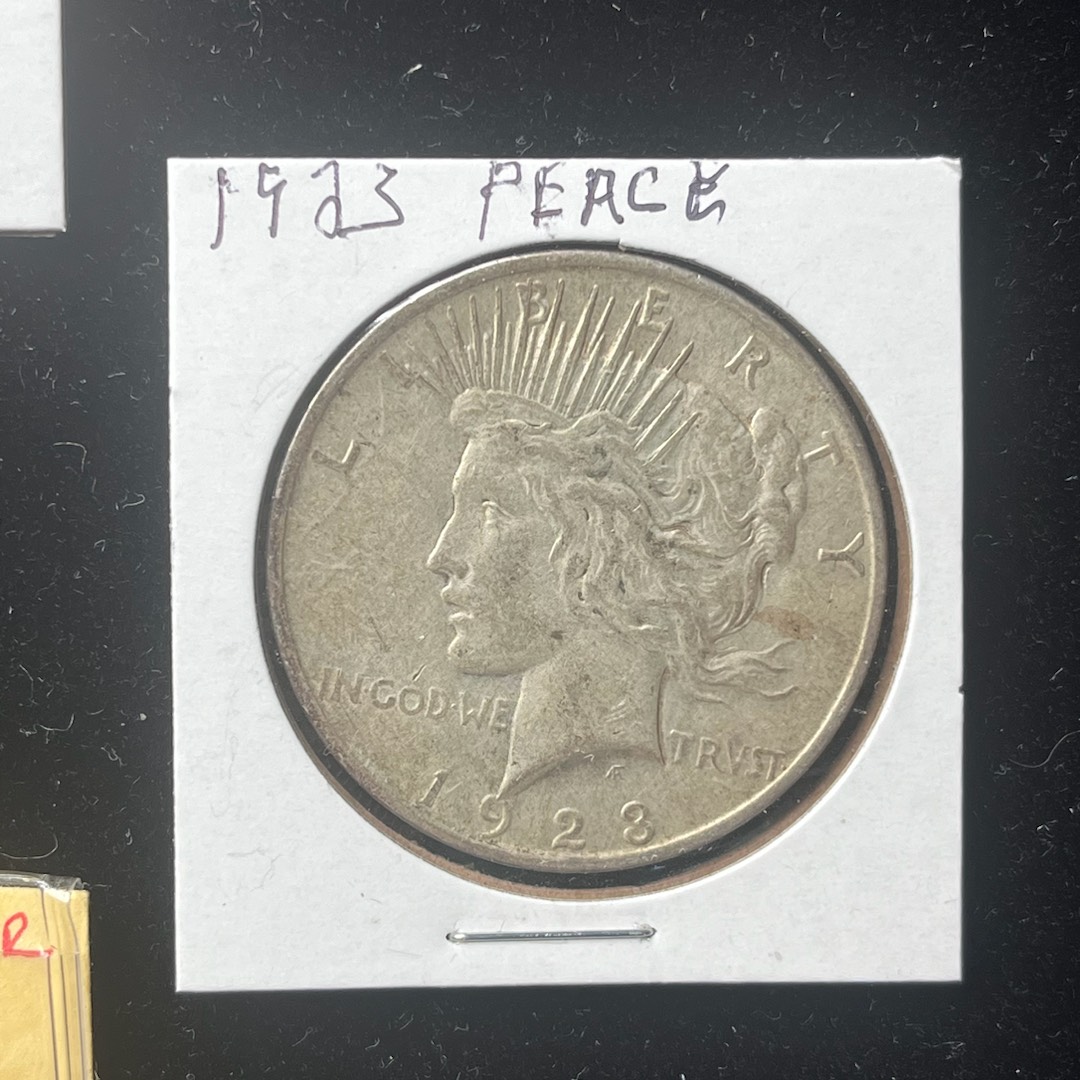 1923 PEACE
LIBERTY
IN·GOD·WE TRVST
1923
R.